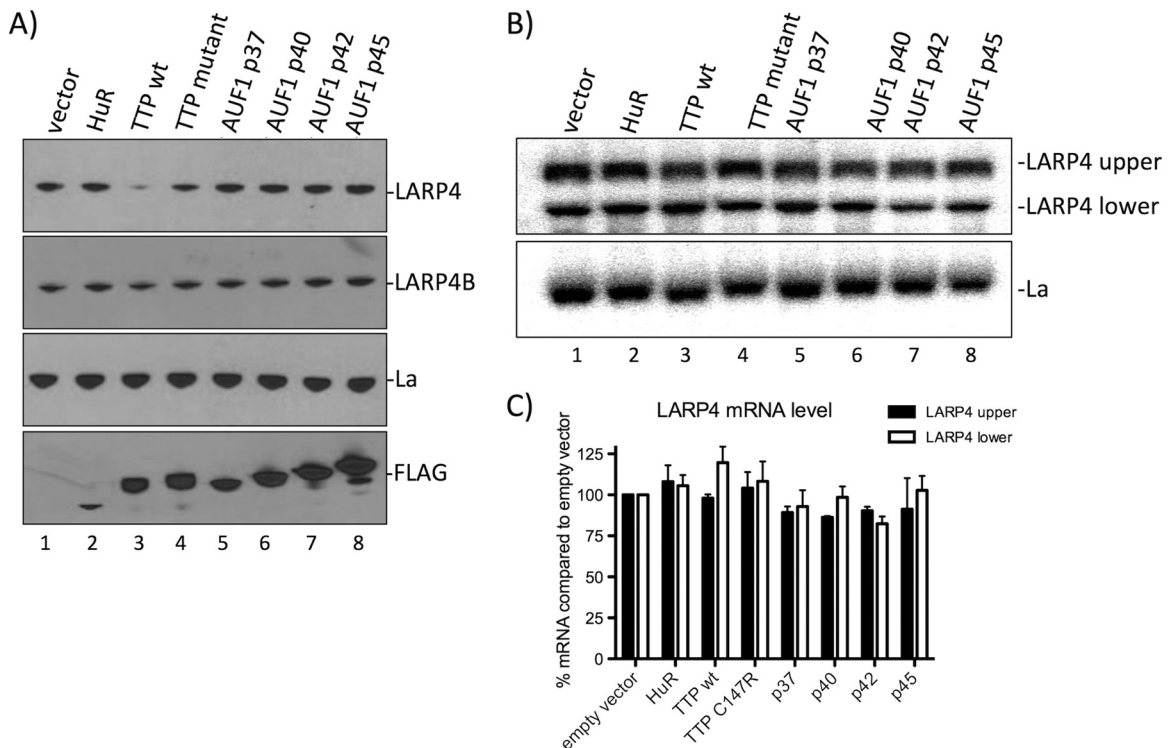 A)
vector
HuR
TTP wt
TTP mutant
AUF1 p37
AUF1 p40
AUF1 p42
AUF1 p45
-LARP4
-LARP4B
-La
-FLAG
1 2 3 4 5 6 7 8
B)
vector
HuR
TTP wt
TTP mutant
AUF1 p37
AUF1 p40
AUF1 p42
AUF1 p45
-LARP4 upper
-LARP4 lower
-La
1 2 3 4 5 6 7 8
C)
LARP4 mRNA level
LARP4 upper
LARP4 lower
% mRNA compared to empty vector
125
100
75
50
25
0
empty vector
HuR
TTP wt
TTP C147R
p37
p40
p42
p45